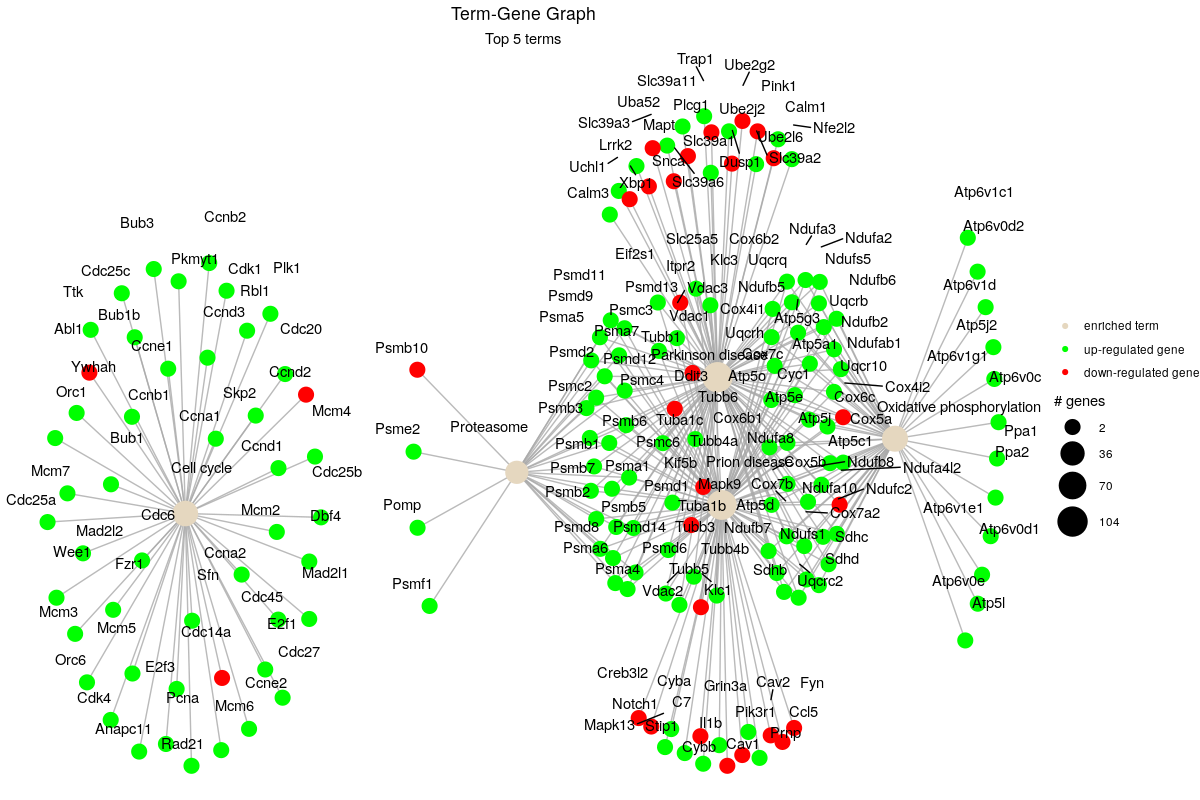 Term-Gene Graph
Top 5 terms
Trap1
Ube2g2
Slc39a11
Pink1
Uba52
Plcg1
Ube2j2
Calm1
Slc39a3
Mapt
Nfe2l2
Slc39a1
Ube2l6
Lrrk2
Snca
Dusp1
Slc39a2
Uchl1
Xbp1
Slc39a6
Calm3
Atp6v1c1
Bub3
Ccnb2
Ndufa3
Atp6v0d2
Slc25a5
Cox6b2
Ndufa2
Eif2s1
Klc3
Uqcrq
Ndufs5
Pkmyt1
Itpr2
Cdc25c
Cdk1
Plk1
Psmd11
Ndufb6
Psmd13
Vdac3
Ndufb5
Atp6v1d
Ttk
Rbl1
Psmd9
Uqcrb
Bub1b
Ccnd3
Psma5
Psmc3
Vdac1
Cox4l1
Atp5g3
Ndufb2
Abl1
Cdc20
Psma7
Tubb1
Uqcrh
Atp5j2
Ccne1
Psmb10
Psmd2
Psmd12
Parkinson disease
Cox7c
Atp5a1
Ndufab1
Atp6v1g1
Ywhah
Ccnd2
Psmc2
Psmc4
Ddit3
Atp5o
Cyc1
Uqcr10
Cox4l2
Atp6v0c
Orc1
Ccnb1
Skp2
Psmb3
Tubb6
Atp5e
Cox6c
Oxidative phosphorylation
Ccna1
Mcm4
Psme2
Proteasome
Psmb6
Tuba1c
Cox6b1
Atp5j
Cox5a
Ppa1
Bub1
Ccnd1
Psmb1
Psmc6
Tubb4a
Ndufa8
Atp5c1
Ppa2
Mcm7
Cell cycle
Cdc25b
Psmb7
Psma1
Kif5b
Prion disease
Cox5b
Ndufb8
Ndufa4l2
Cdc25a
Psmb2
Psmd1
Mapk9
Cox7b
Ndufa10
Ndufc2
Cdc6
Mcm2
Dbf4
Pomp
Psmb5
Tuba1b
Atp5d
Cox7a2
Atp6v1e1
Mad2l2
Psmd8
Psmd14
Tubb3
Ndufb7
Ndufs1
Sdhc
Atp6v0d1
Wee1
Fzr1
Ccna2
Sfn
Mad2l1
Psmf1
Psma6
Psmd6
Tubb4b
Sdhd
Psma4
Tubb5
Sdhb
Uqcrc2
Atp6v0e
Mcm3
Mcm5
Cdc45
Vdac2
Klc1
Atp5l
Cdc14a
E2f1
Orc6
E2f3
Cdc27
Creb3l2
Cyba
Grin3a
Cav2
Fyn
Cdk4
Pcna
Ccne2
Notch1
C7
Pik3r1
Ccl5
Mcm6
Mapk13
Stip1
Il1b
Prnp
Anapc11
Rad21
Cybb
Cav1
enriched term
up-regulated gene
down-regulated gene
# genes
2
36
70
104